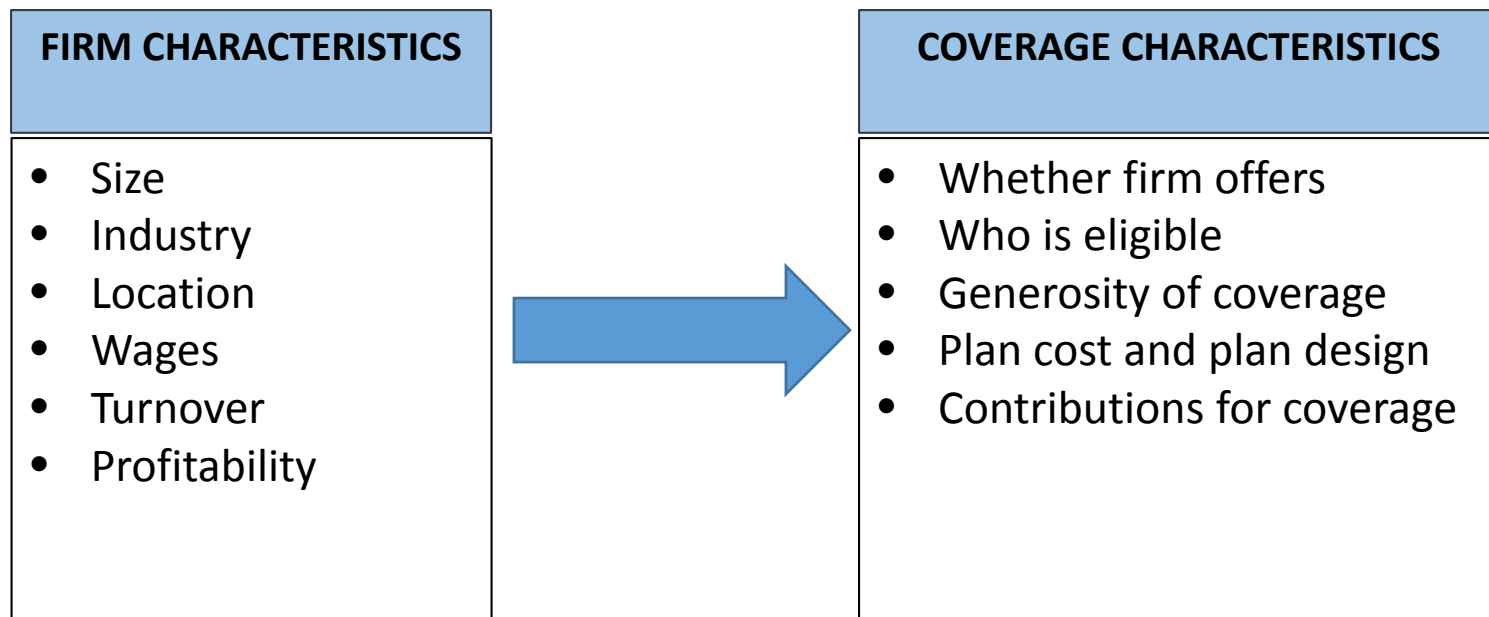 FIRM CHARACTERISTICS
• Size
• Industry
• Location
• Wages
• Turnover
• Profitability
COVERAGE CHARACTERISTICS
• Whether firm offers
• Who is eligible
• Generosity of coverage
• Plan cost and plan design
• Contributions for coverage